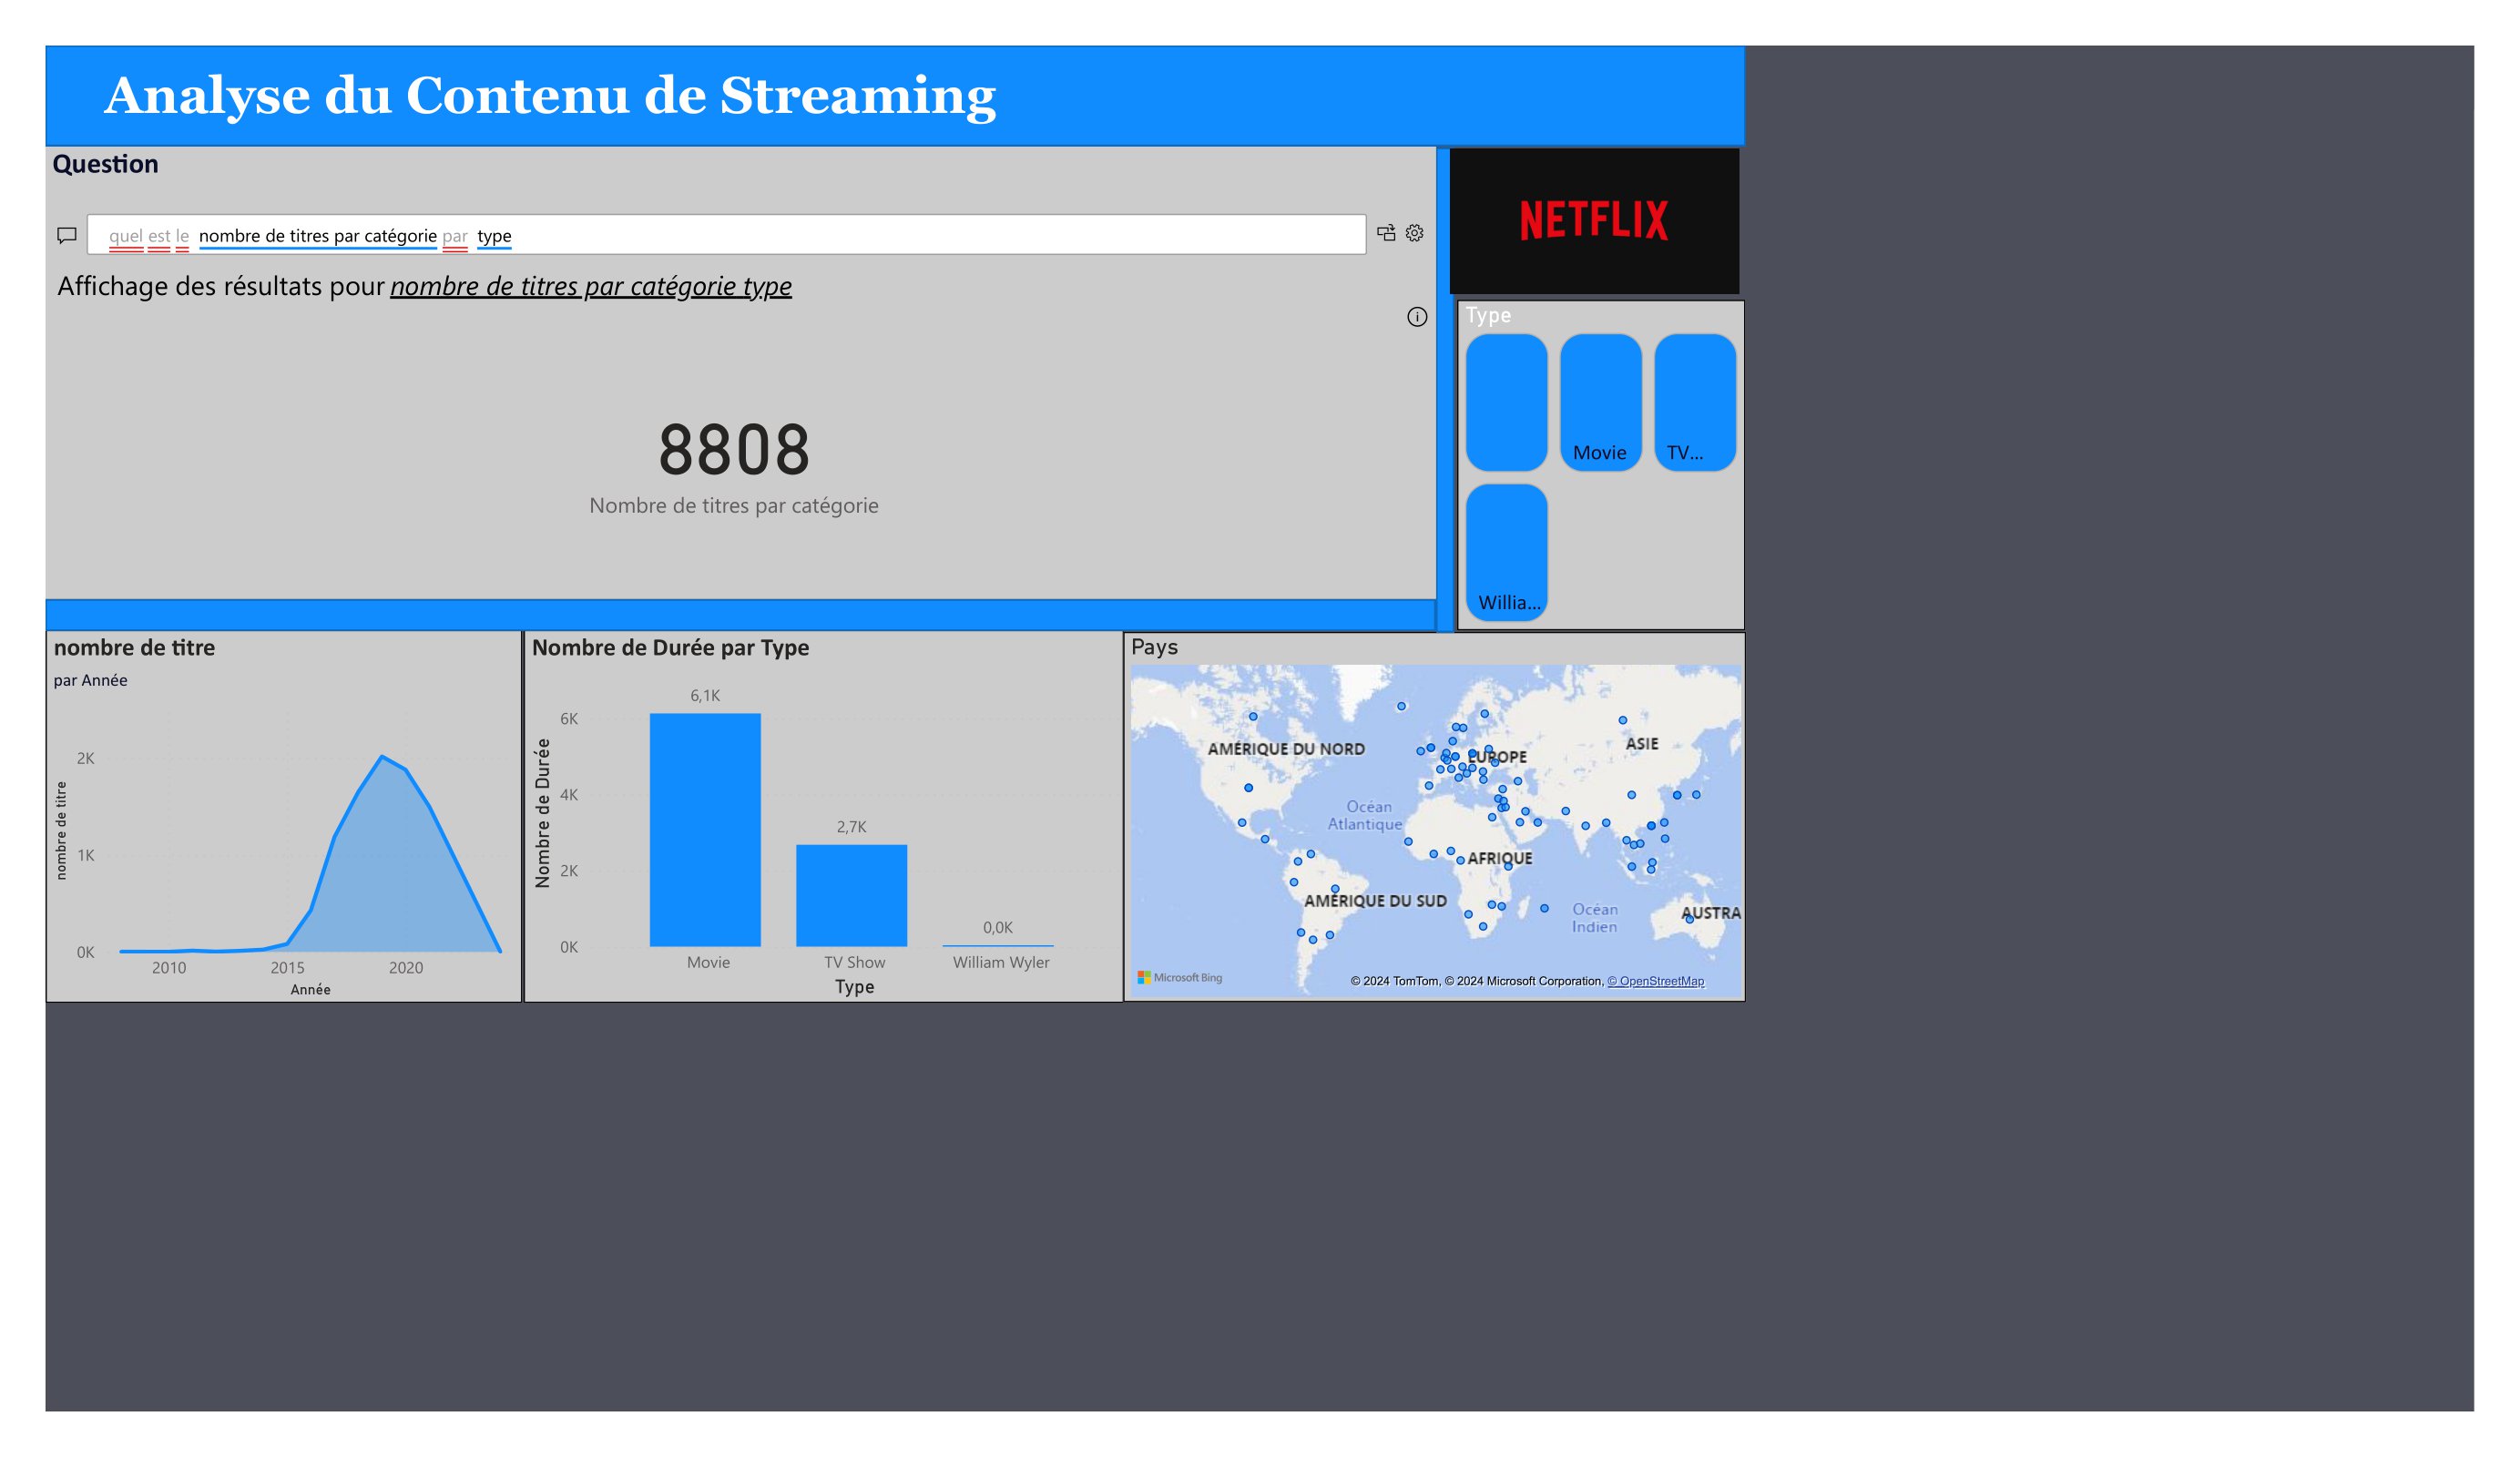 Analyse du Contenu de Streaming
Question
quel est le nombre de titres par catégorie par type
Affichage des résultats pour nombre de titres par catégorie type
8808
Nombre de titres par catégorie
NETFLIX
Type
Movie
TV...
Willia...
nombre de titre
par Année
nombre de titre
2K
1K
0K
2010
2015
2020
Année
Nombre de Durée par Type
Nombre de Durée
6K
4K
2K
0K
6,1K
2,7K
0,0K
Movie
TV Show
William Wyler
Type
Pays
AMÉRIQUE DU NORD
EUROPE
ASIE
Océan
Atlantique
AFRIQUE
AMÉRIQUE DU SUD
Océan
Indien
AUSTRA
Microsoft Bing
© 2024 TomTom, © 2024 Microsoft Corporation, © OpenStreetMap